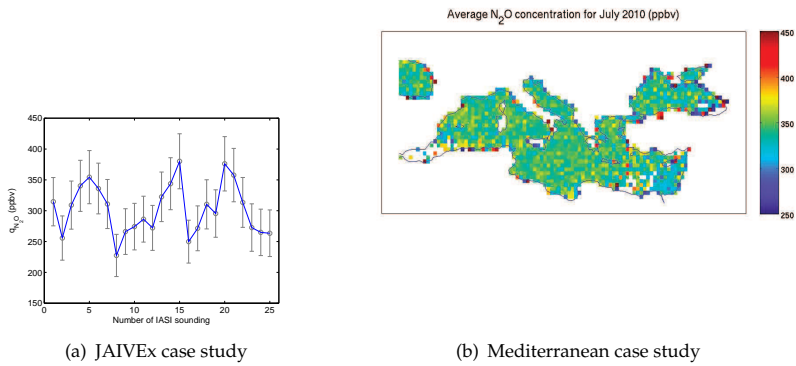 Average N₂O concentration for July 2010 (ppbv)
450
400
350
300
250
450
400
350
300
250
200
150
q_N₂O (ppbv)
0 5 10 15 20 25
Number of IASI sounding
(a) JAIVEx case study
(b) Mediterranean case study